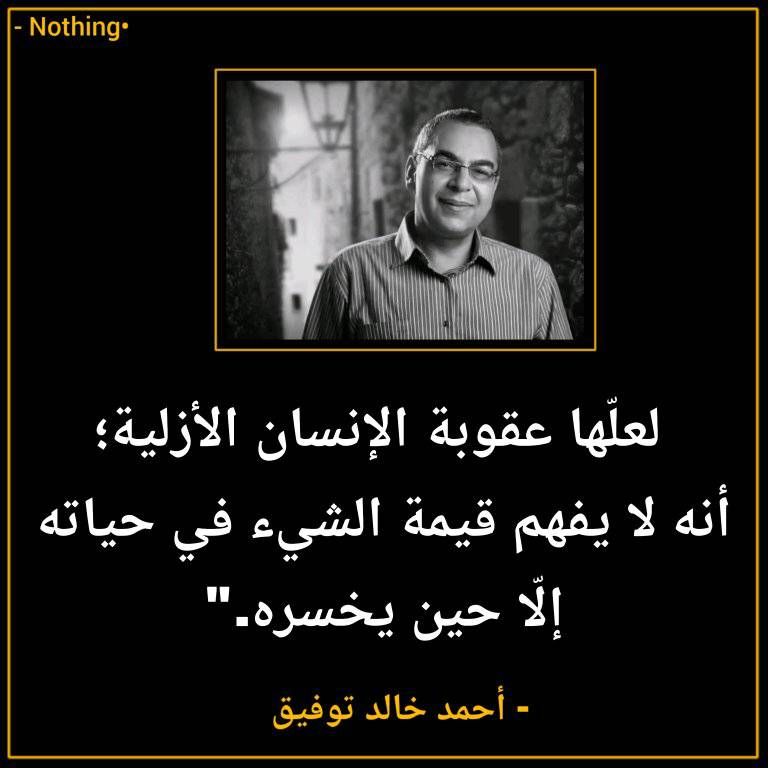 - Nothing•
لعلّها عقوبة الإنسان الأزلية؛
أنه لا يفهم قيمة الشيء في حياته
إلّا حين يخسره."
- أحمد خالد توفيق